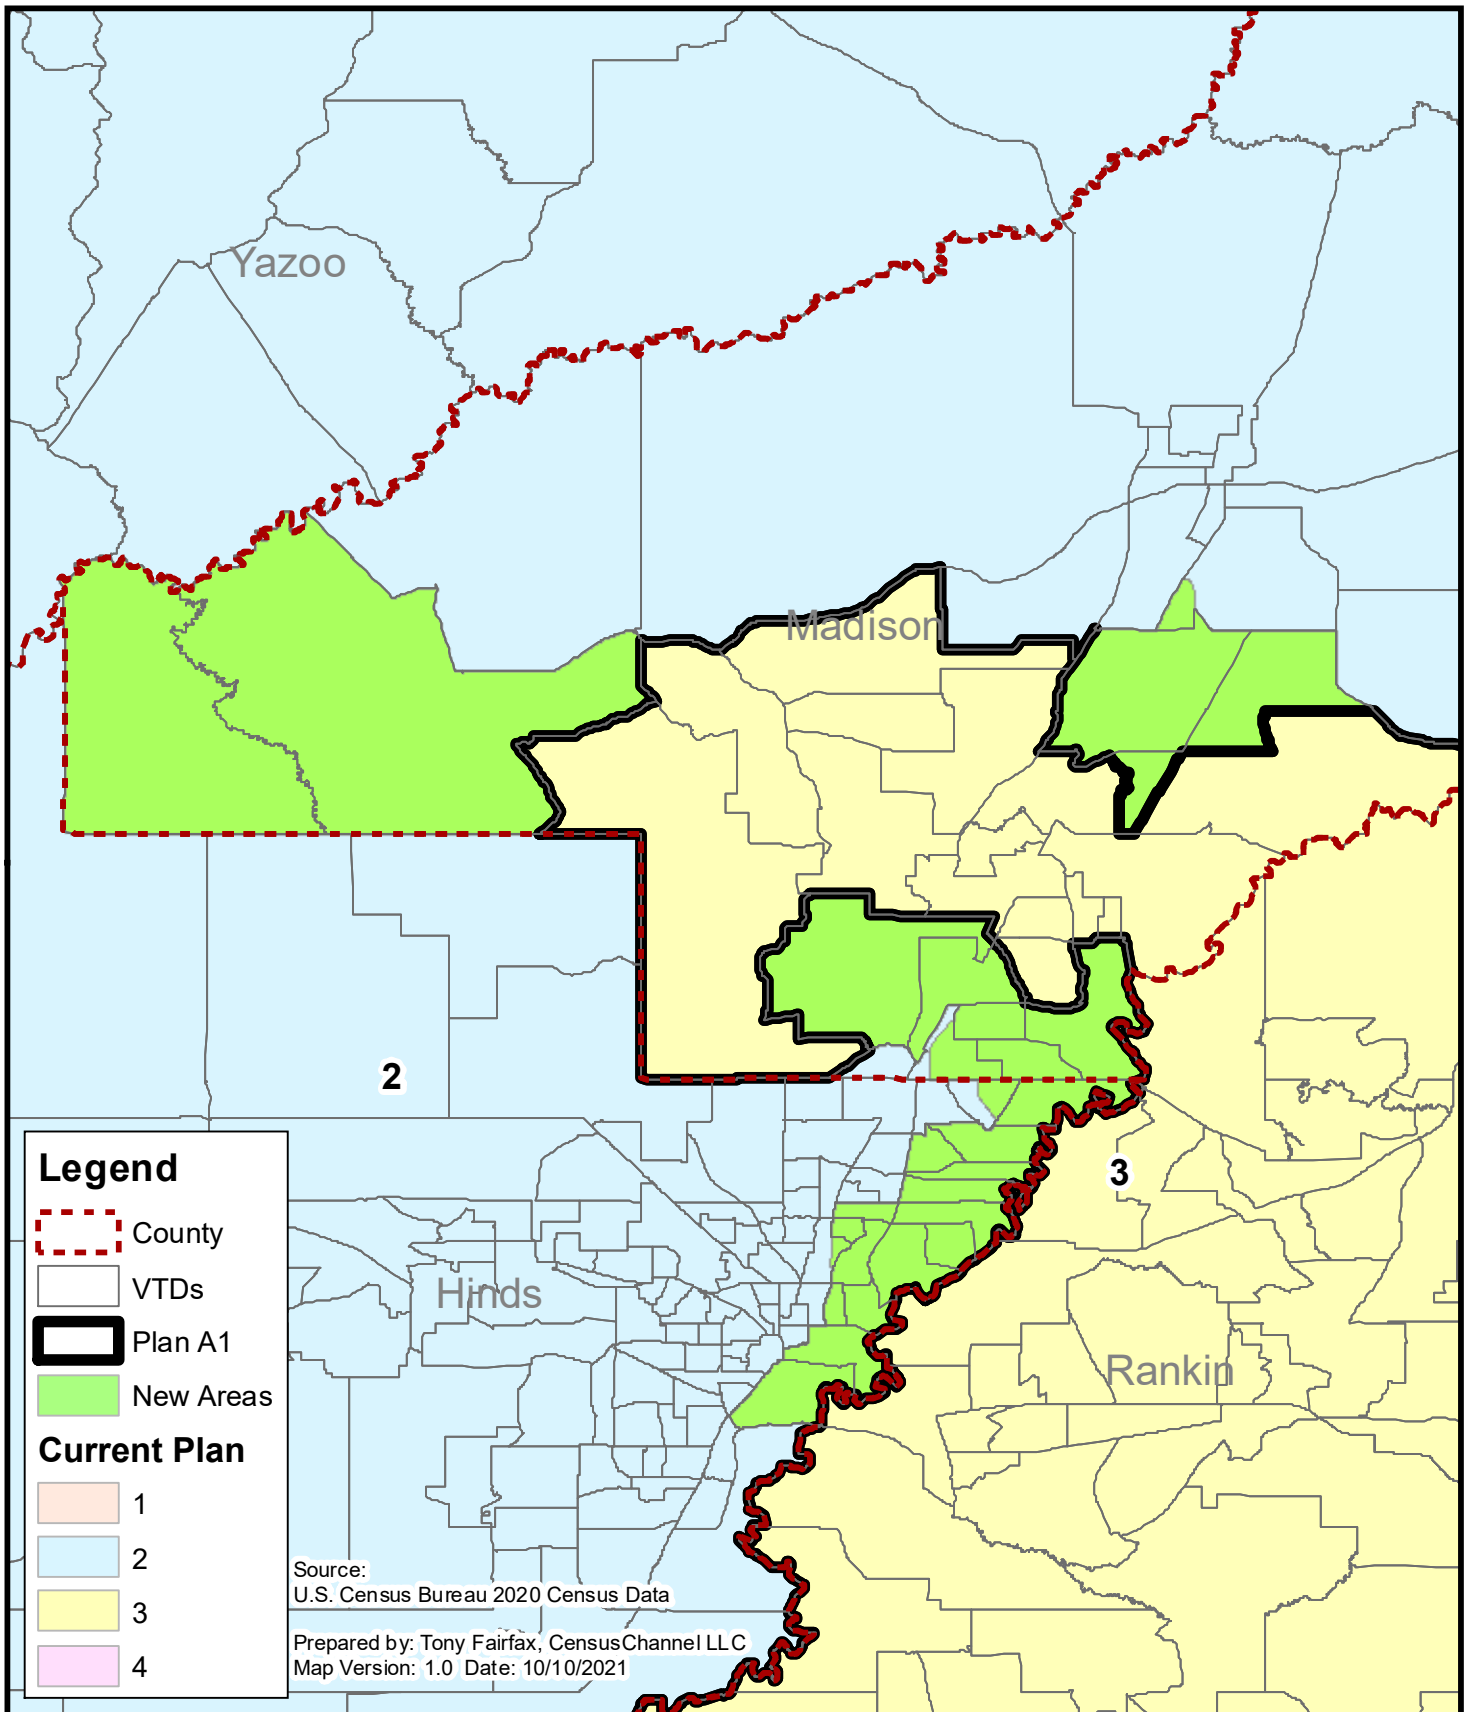 Yazoo
Madison
2
3
Hinds
Rankin
Legend
County
VTDs
Plan A1
New Areas
Current Plan
1
2
3
4
Source:
U.S. Census Bureau 2020 Census Data
Prepared by: Tony Fairfax, CensusChannel LLC
Map Version: 1.0 Date: 10/10/2021